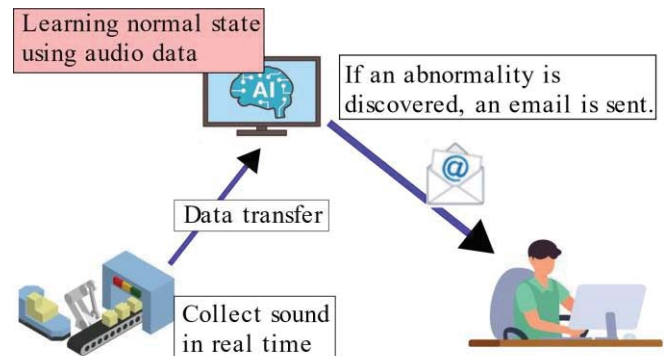 Learning normal state
using audio data
AI
If an abnormality is
discovered, an email is sent.
@
Data transfer
Collect sound
in real time